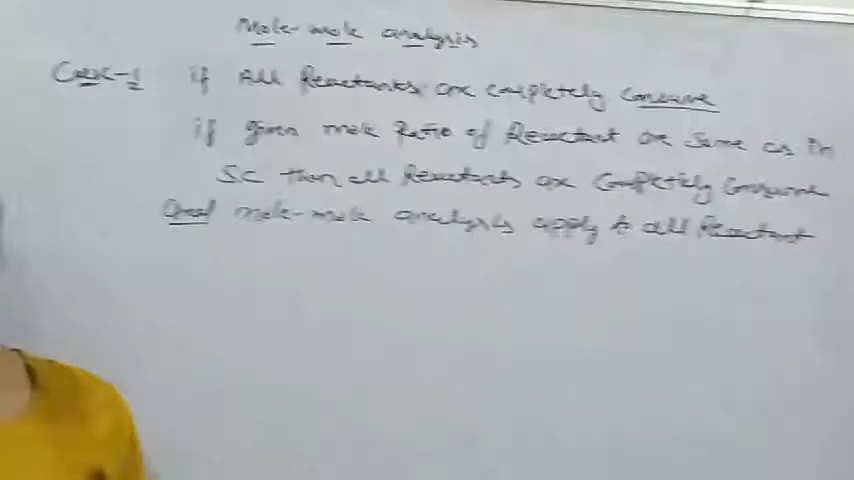 Mole-mole analysis
Case-1 if All Reactants are completely Consume
if given mole Ratio of Reactant are same as in
SC then all Reactants are Completely Consume
and mole-mole analysis apply to all Reactant